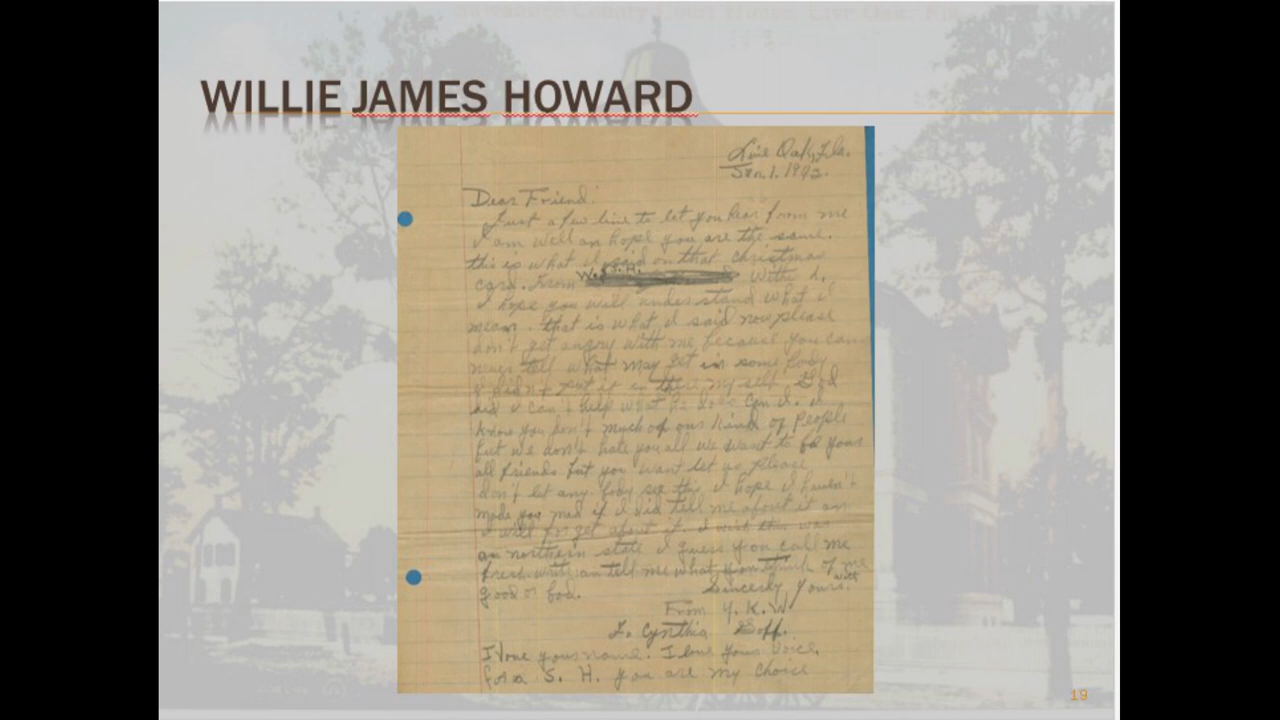 WILLIE JAMES HOWARD
Live Oak, Fla.
Jan. 1. 1942.
Dear Friend:
Just a few line to let you hear from me
I am well an hope you are the same.
this is what I said on that christmas
card. From W.J.H. With L.
I hope you will understand what I
mean. that is what I said now please
don't get angry with me because you can
never tell what may get in some body
I didn't put it in there my self. God
did I can't help what he does can I. I
know you don't much of our kind of people
but we don't hate you all we want to be your
all friends but you want let us please
don't let any body see this I hope I haven't
made you mad if I did tell me about it an
I will for get about it. I wish this was
an northern state I guess you call me
fresh. write an tell me what you think of me
good or bad.
Sincerely yours. with
From Y.K.W
To Cynthia Goff.
I love your name. I love your voice,
for a S. H. you are my choice
19